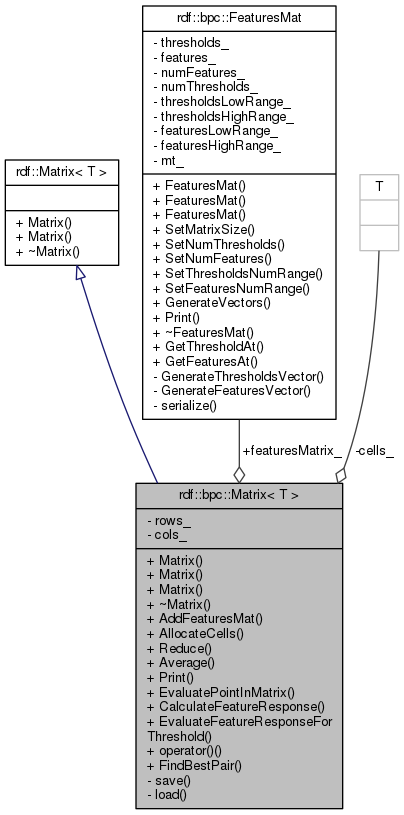 rdf::bpc::FeaturesMat
- thresholds_
- features_
- numFeatures_
- numThresholds_
- thresholdsLowRange_
- thresholdsHighRange_
- featuresLowRange_
- featuresHighRange_
- mt_
+ FeaturesMat()
+ FeaturesMat()
+ FeaturesMat()
+ SetMatrixSize()
+ SetNumThresholds()
+ SetNumFeatures()
+ SetThresholdsNumRange()
+ SetFeaturesNumRange()
+ GenerateVectors()
+ Print()
+ ~FeaturesMat()
+ GetThresholdAt()
+ GetFeaturesAt()
- GenerateThresholdsVector()
- GenerateFeaturesVector()
- serialize()
rdf::Matrix< T >
+ Matrix()
+ Matrix()
+ ~Matrix()
T
+featuresMatrix_
-cells_
rdf::bpc::Matrix< T >
- rows_
- cols_
+ Matrix()
+ Matrix()
+ Matrix()
+ ~Matrix()
+ AddFeaturesMat()
+ AllocateCells()
+ Reduce()
+ Average()
+ Print()
+ EvaluatePointInMatrix()
+ CalculateFeatureResponse()
+ EvaluateFeatureResponseFor
Threshold()
+ operator()()
+ FindBestPair()
- save()
- load()